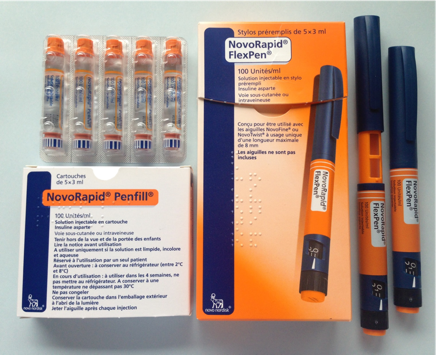 Cartouches
de 5×3 ml
NovoRapid® Penfill®
100 Unités/ml
Solution injectable en cartouche
Insuline asparte
Voie sous-cutanée ou intraveineuse
Tenir hors de la vue et de la portée des enfants
Lire la notice avant utilisation
A utiliser uniquement si la solution est limpide, incolore
et aqueuse
Réservé à l'utilisation par un seul patient
Avant ouverture : à conserver au réfrigérateur (entre 2°C
et 8°C)
En cours d'utilisation : à utiliser dans les 4 semaines, ne
pas mettre au réfrigérateur. A conserver à une
température ne dépassant pas 30°C
Ne pas congeler
Conserver la cartouche dans l'emballage extérieur
à l'abri de la lumière
Jeter l'aiguille après chaque injection
novo nordisk
Stylos préremplis de 5×3 ml
NovoRapid®
FlexPen®
100 Unités/ml
Solution injectable en stylo
prérempli
Insuline asparte
Voie sous-cutanée ou
intraveineuse
Conçu pour être utilisé avec
les aiguilles NovoFine® ou
NovoTwist® à usage unique
d'une longueur maximale
de 8 mm
Les aiguilles ne sont pas
incluses
NovoRapid®
FlexPen®
novo nordisk
NovoRapid®
FlexPen®
NovoRapid®
FlexPen®